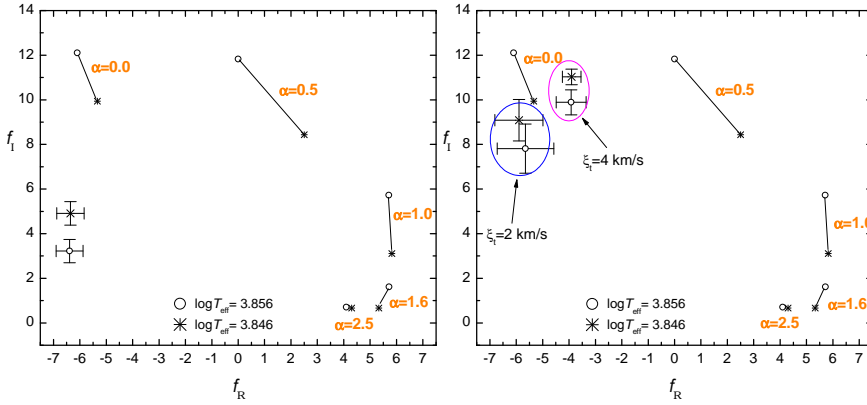 14
12
10
8
6
4
2
0
f_I
α=0.0
α=0.5
α=1.0
α=1.6
α=2.5
log T_eff = 3.856
log T_eff = 3.846
-7 -6 -5 -4 -3 -2 -1 0 1 2 3 4 5 6 7
f_R
14
12
10
8
6
4
2
0
f_I
α=0.0
α=0.5
ξ_t=4 km/s
ξ_t=2 km/s
α=1.0
α=1.6
α=2.5
log T_eff = 3.856
log T_eff = 3.846
-7 -6 -5 -4 -3 -2 -1 0 1 2 3 4 5 6 7
f_R